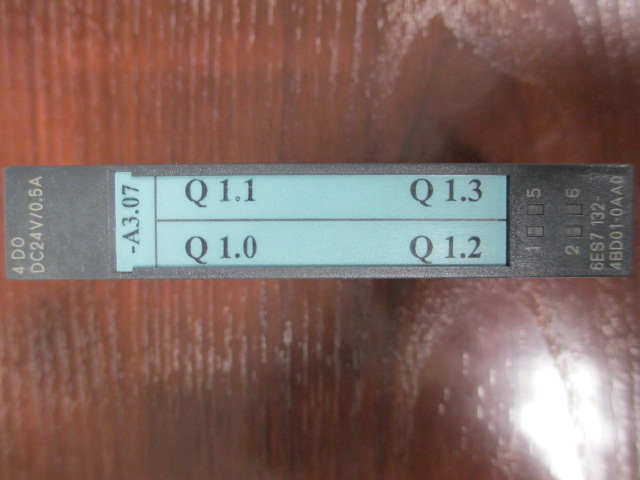 4 DO
DC24V/0.5A
-A3.07
Q 1.1 Q 1.3
Q 1.0 Q 1.2
5 6
1 2
6ES7 132-
4BD01-0AA0